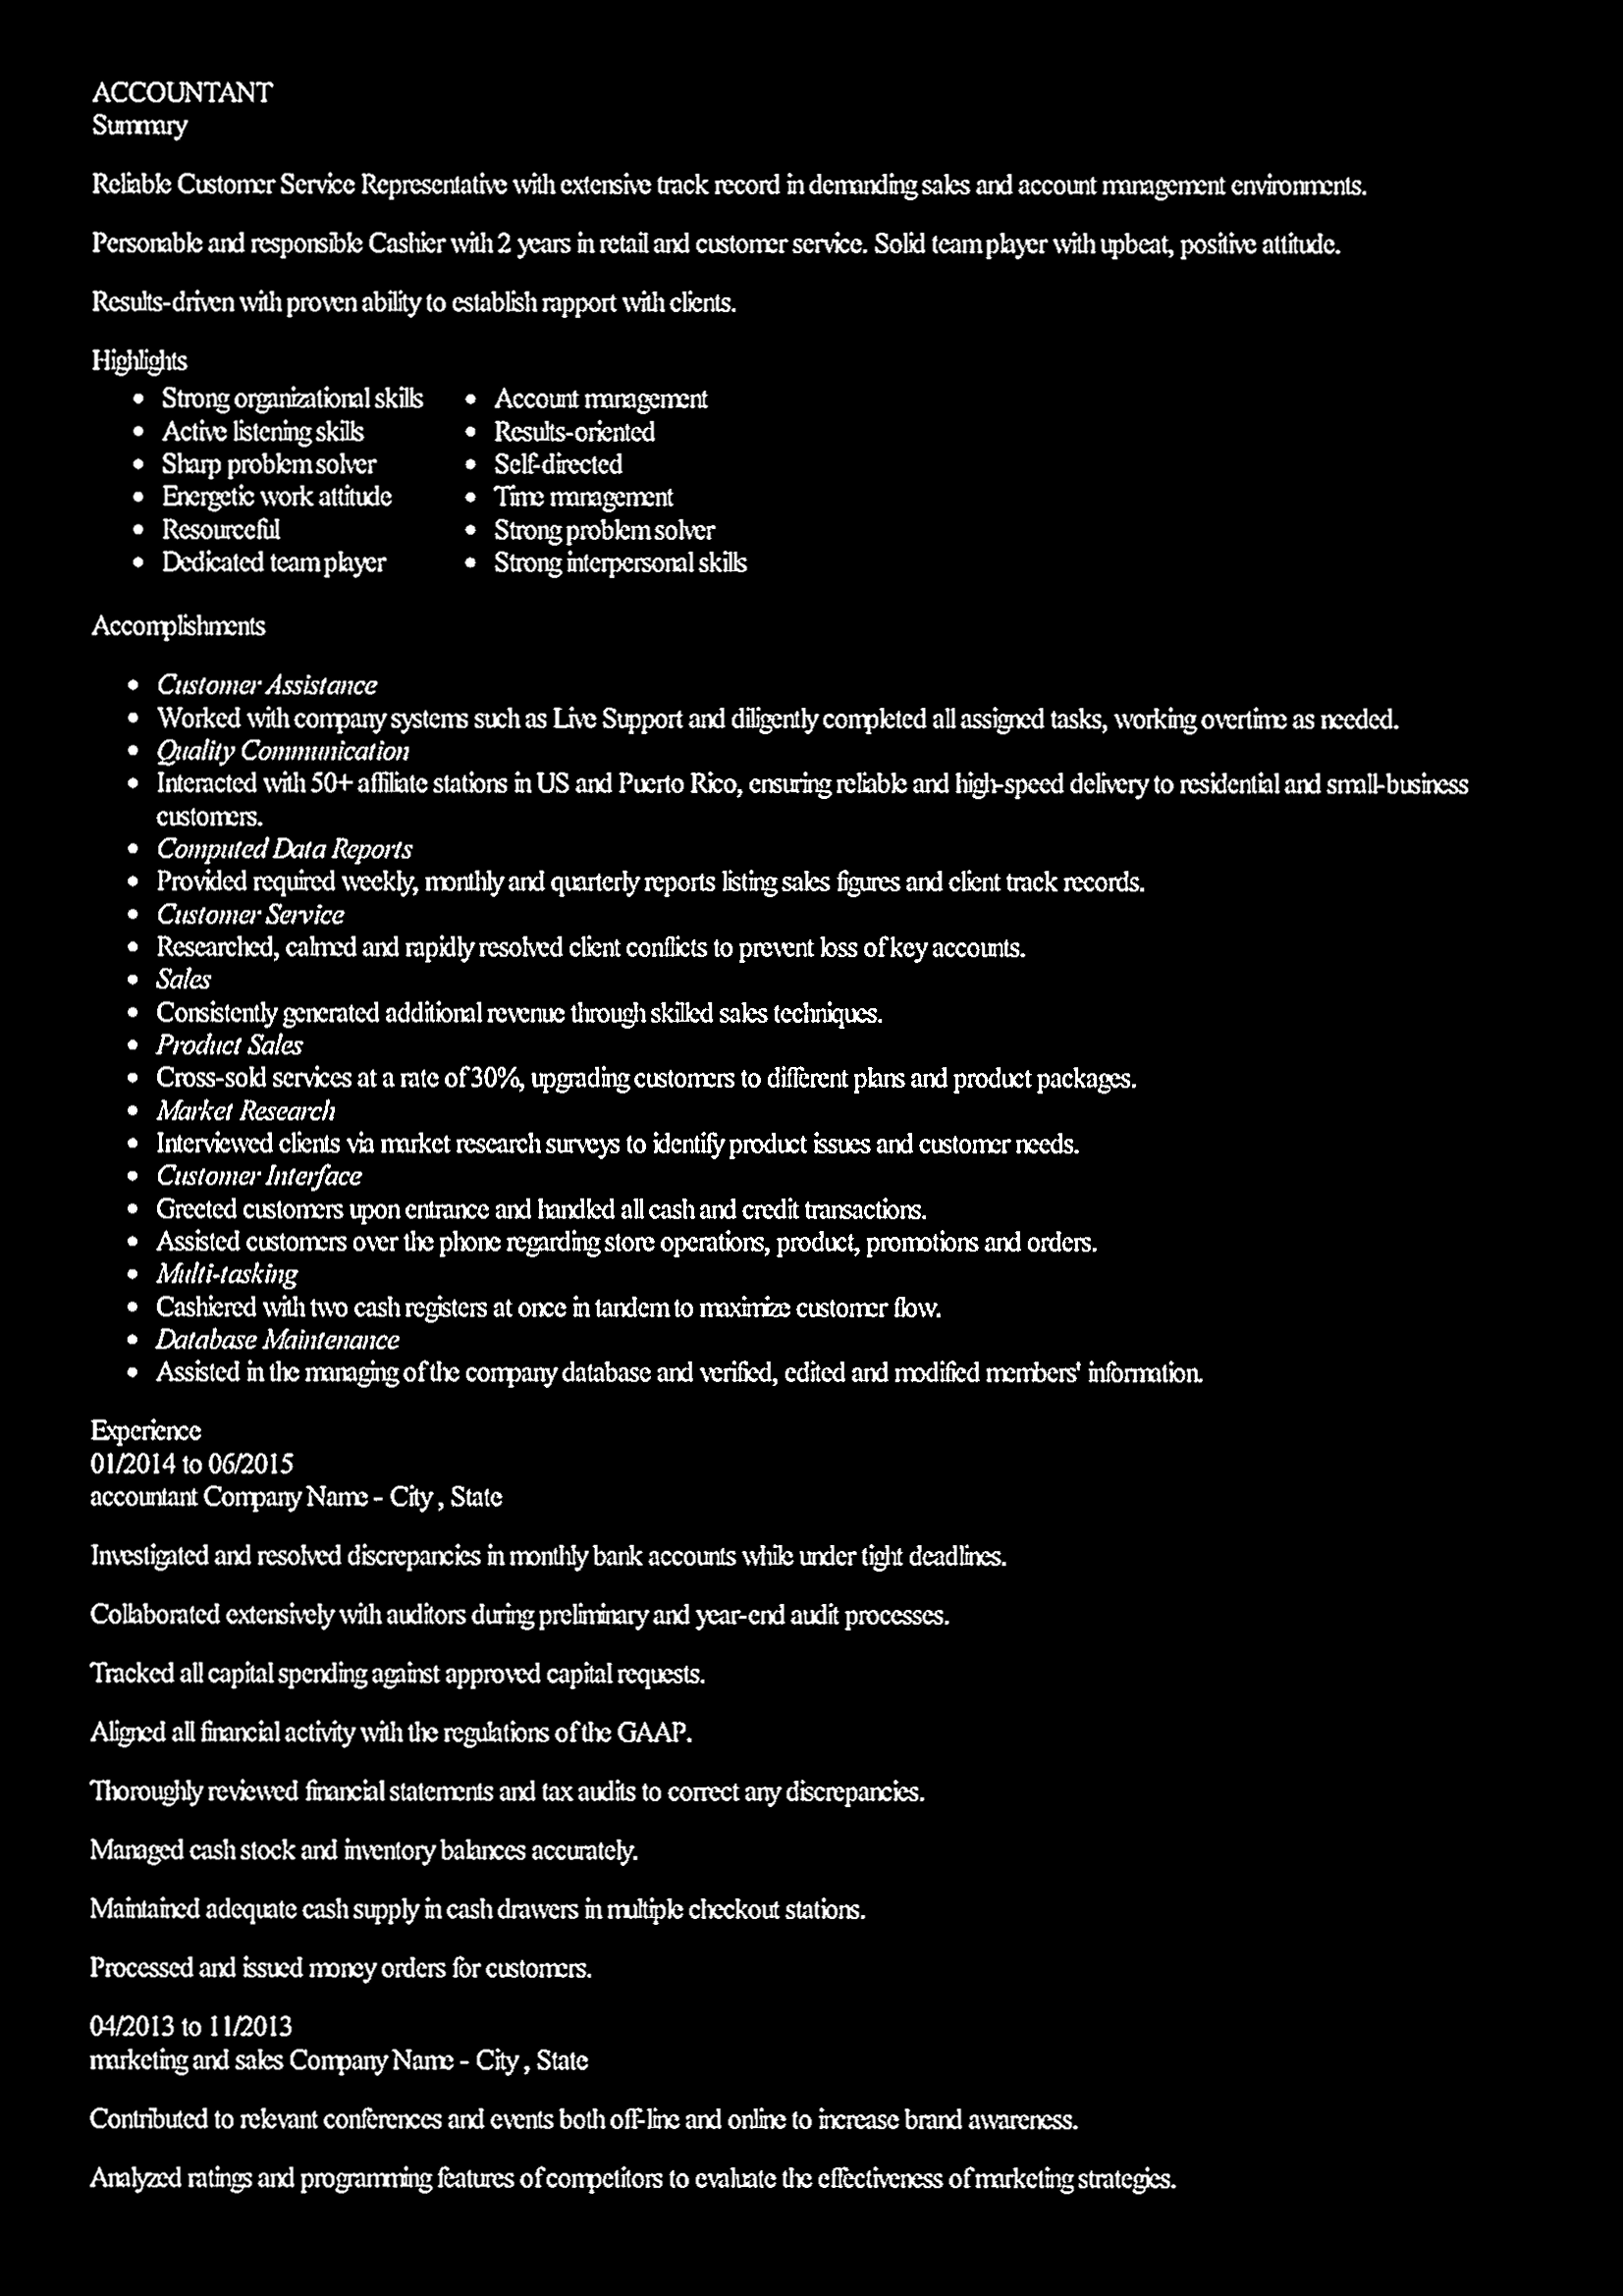 ACCOUNTANT
Summary
Reliable Customer Service Representative with extensive track record in demanding sales and account management environments.
Personable and responsible Cashier with 2 years in retail and customer service. Solid team player with upbeat, positive attitude.
Results-driven with proven ability to establish rapport with clients.
Highlights
• Strong organizational skills • Account management
• Active listening skills • Results-oriented
• Sharp problem solver • Self-directed
• Energetic work attitude • Time management
• Resourceful • Strong problem solver
• Dedicated team player • Strong interpersonal skills
Accomplishments
• Customer Assistance
• Worked with company systems such as Live Support and diligently completed all assigned tasks, working overtime as needed.
• Quality Communication
• Interacted with 50+ affiliate stations in US and Puerto Rico, ensuring reliable and high-speed delivery to residential and small-business
customers.
• Computed Data Reports
• Provided required weekly, monthly and quarterly reports listing sales figures and client track records.
• Customer Service
• Researched, calmed and rapidly resolved client conflicts to prevent loss of key accounts.
• Sales
• Consistently generated additional revenue through skilled sales techniques.
• Product Sales
• Cross-sold services at a rate of 30%, upgrading customers to different plans and product packages.
• Market Research
• Interviewed clients via market research surveys to identify product issues and customer needs.
• Customer Interface
• Greeted customers upon entrance and handled all cash and credit transactions.
• Assisted customers over the phone regarding store operations, product, promotions and orders.
• Multi-tasking
• Cashiered with two cash registers at once in tandem to maximize customer flow.
• Database Maintenance
• Assisted in the managing of the company database and verified, edited and modified members' information.
Experience
01/2014 to 06/2015
accountant Company Name - City , State
Investigated and resolved discrepancies in monthly bank accounts while under tight deadlines.
Collaborated extensively with auditors during preliminary and year-end audit processes.
Tracked all capital spending against approved capital requests.
Aligned all financial activity with the regulations of the GAAP.
Thoroughly reviewed financial statements and tax audits to correct any discrepancies.
Managed cash stock and inventory balances accurately.
Maintained adequate cash supply in cash drawers in multiple checkout stations.
Processed and issued money orders for customers.
04/2013 to 11/2013
marketing and sales Company Name - City , State
Contributed to relevant conferences and events both off-line and online to increase brand awareness.
Analyzed ratings and programming features of competitors to evaluate the effectiveness of marketing strategies.